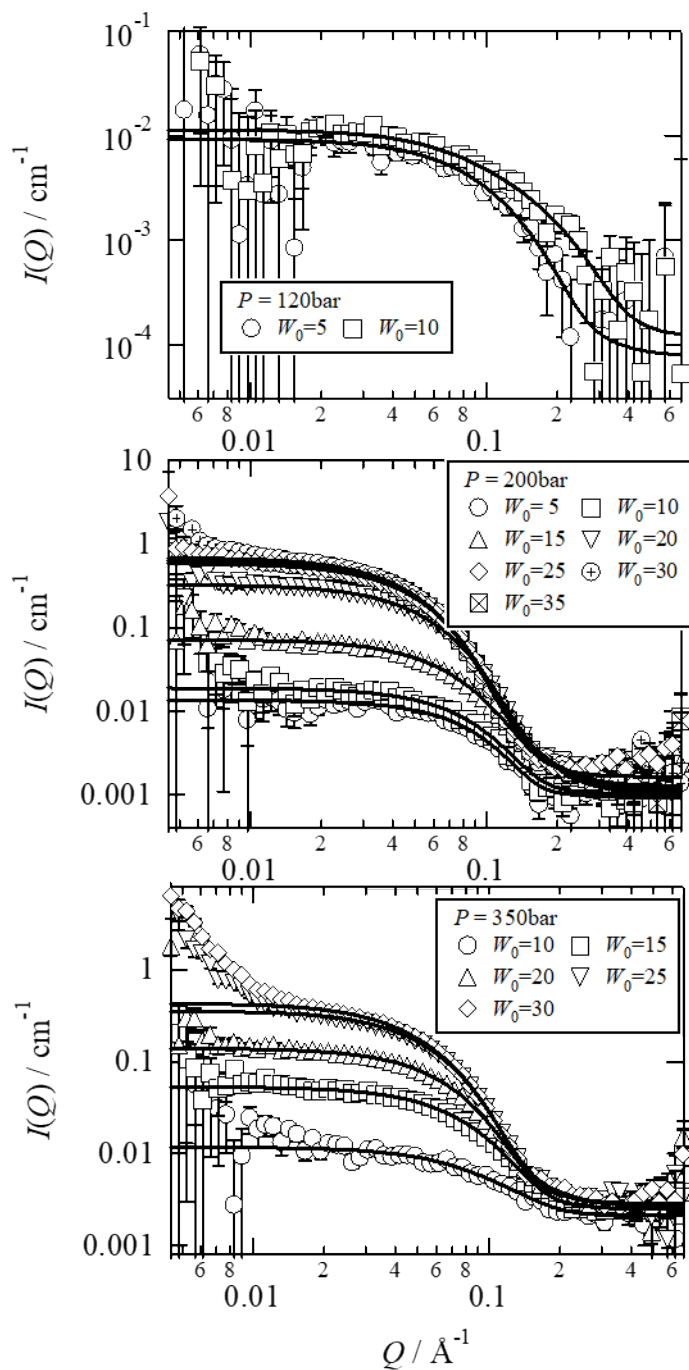 10⁻¹
10⁻²
10⁻³
10⁻⁴
I(Q) / cm⁻¹
P = 120bar
W₀=5 W₀=10
6 8 2 4 6 8 2 4 6
0.01 0.1
10
1
0.1
0.01
0.001
I(Q) / cm⁻¹
P = 200bar
W₀= 5 W₀=10
W₀=15 W₀=20
W₀=25 W₀=30
W₀=35
6 8 2 4 6 8 2 4 6
0.01 0.1
1
0.1
0.01
0.001
I(Q) / cm⁻¹
P = 350bar
W₀=10 W₀=15
W₀=20 W₀=25
W₀=30
6 8 2 4 6 8 2 4 6
0.01 0.1
Q / Å⁻¹